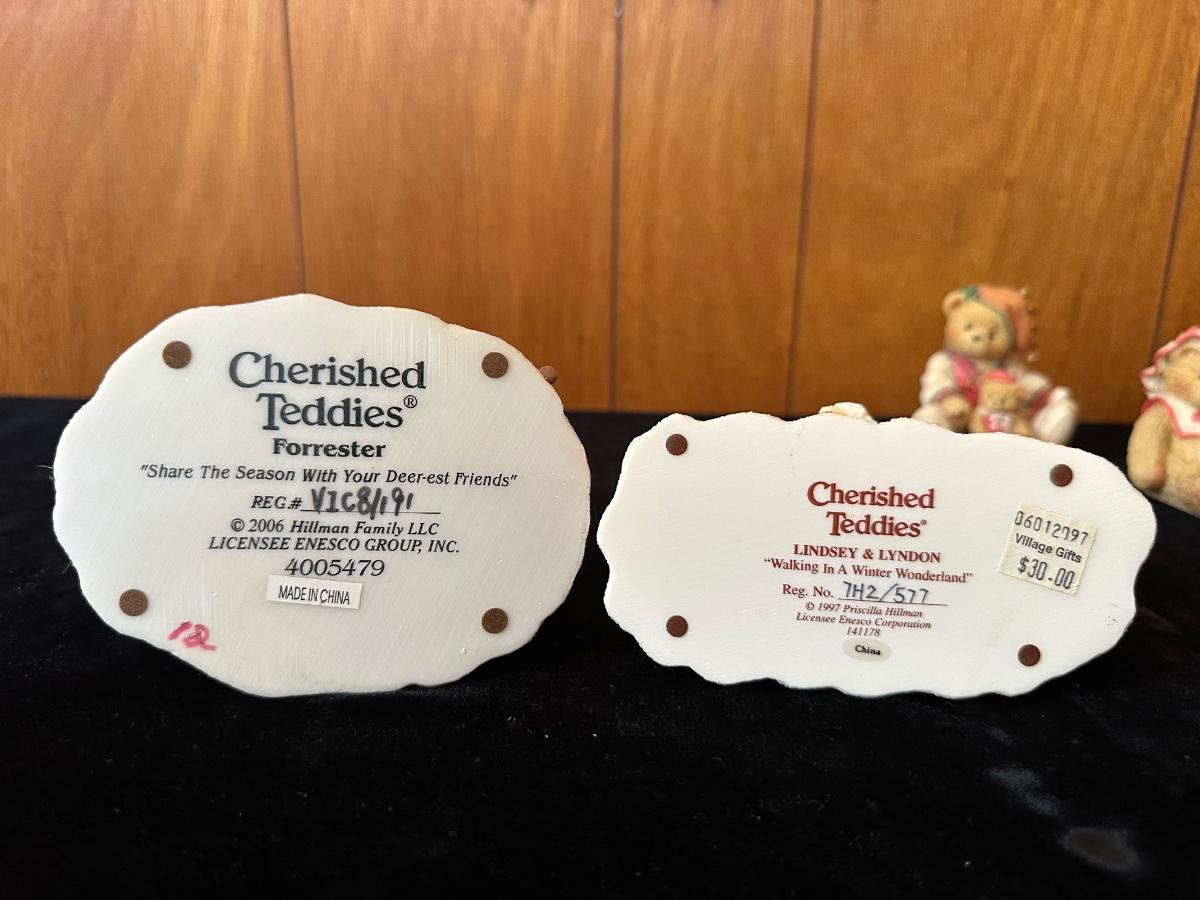 Cherished
Teddies®
Forrester
"Share The Season With Your Deer-est Friends"
REG.# VIC8/191
© 2006 Hillman Family LLC
LICENSEE ENESCO GROUP, INC.
4005479
MADE IN CHINA
12
Cherished
Teddies®
LINDSEY & LYNDON
“Walking In A Winter Wonderland”
Reg. No. 7H2/577
© 1997 Priscilla Hillman
Licensee Enesco Corporation
141178
China
06012097
Village Gifts
$30.00